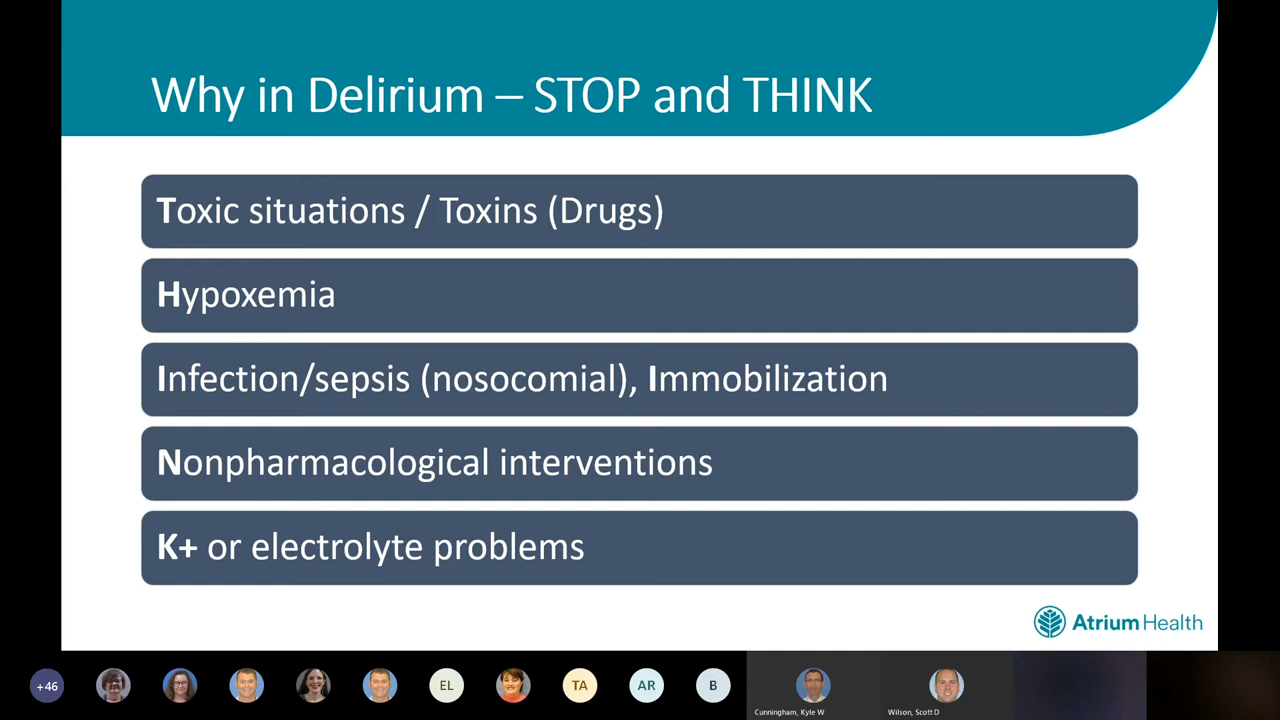 Why in Delirium – STOP and THINK
Toxic situations / Toxins (Drugs)
Hypoxemia
Infection/sepsis (nosocomial), Immobilization
Nonpharmacological interventions
K+ or electrolyte problems
Atrium Health
+46
EL
TA
AR
B
Cunningham, Kyle W
Wilson, Scott D